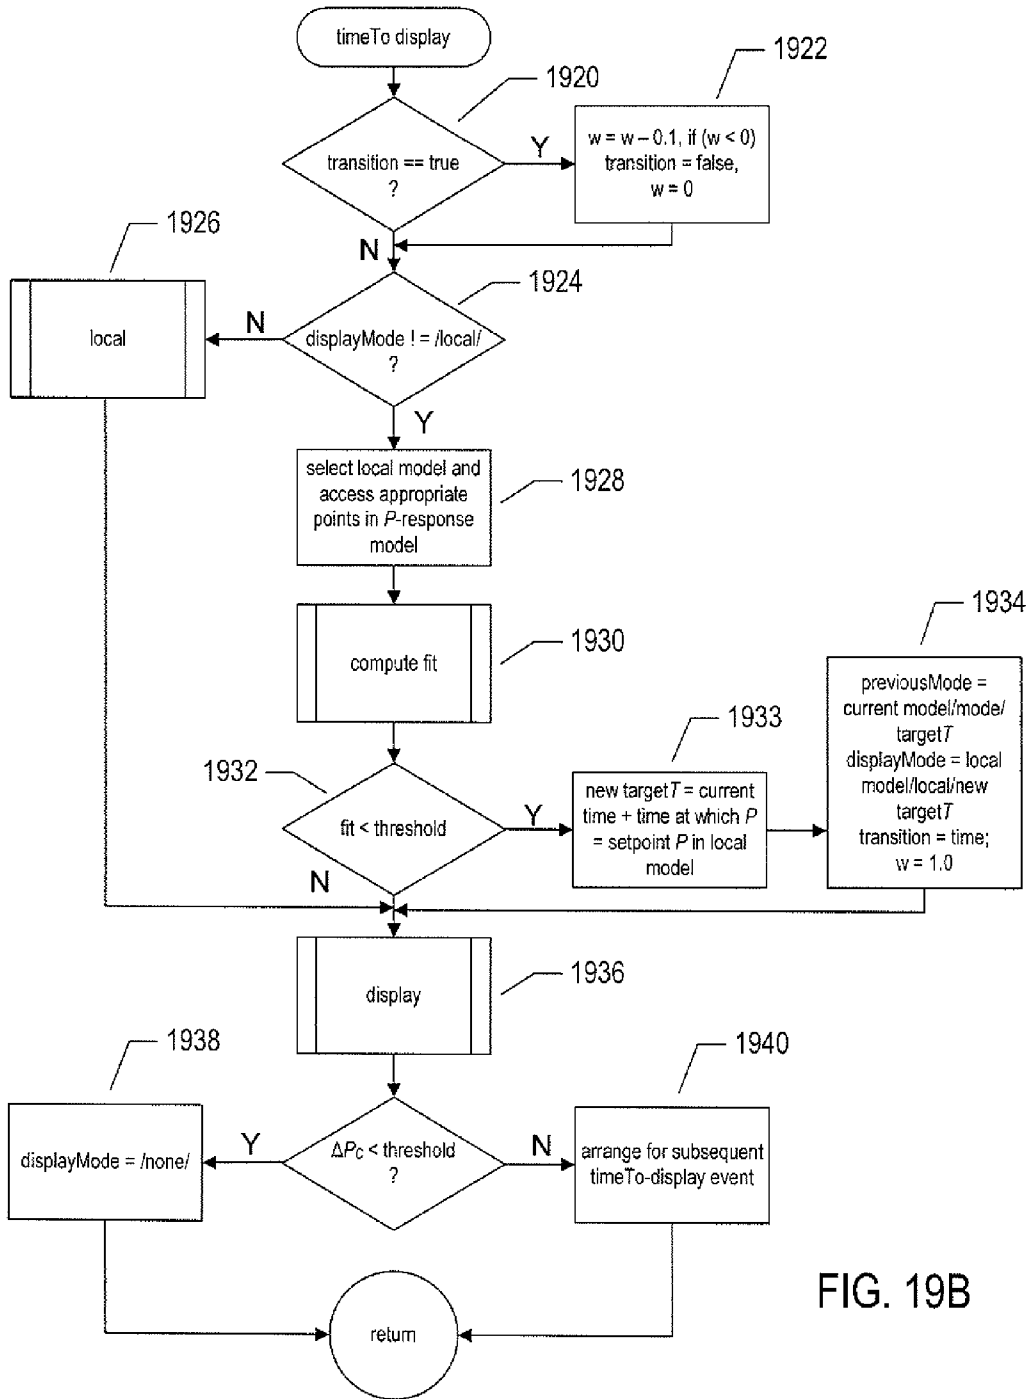 timeTo display
1920
1922
transition == true
?
Y
w = w – 0.1, if (w < 0)
transition = false,
w = 0
N
1926
1924
local
N
displayMode ! = /local/
?
Y
select local model and
access appropriate
points in P-response
model
1928
compute fit
1930
1934
previousMode =
current model/mode/
targetT
displayMode = local
model/local/new
targetT
transition = time;
w = 1.0
1933
1932
fit < threshold
Y
new targetT = current
time + time at which P
= setpoint P in local
model
N
display
1936
1938
1940
displayMode = /none/
Y
ΔPC < threshold
?
N
arrange for subsequent
timeTo-display event
return
FIG. 19B